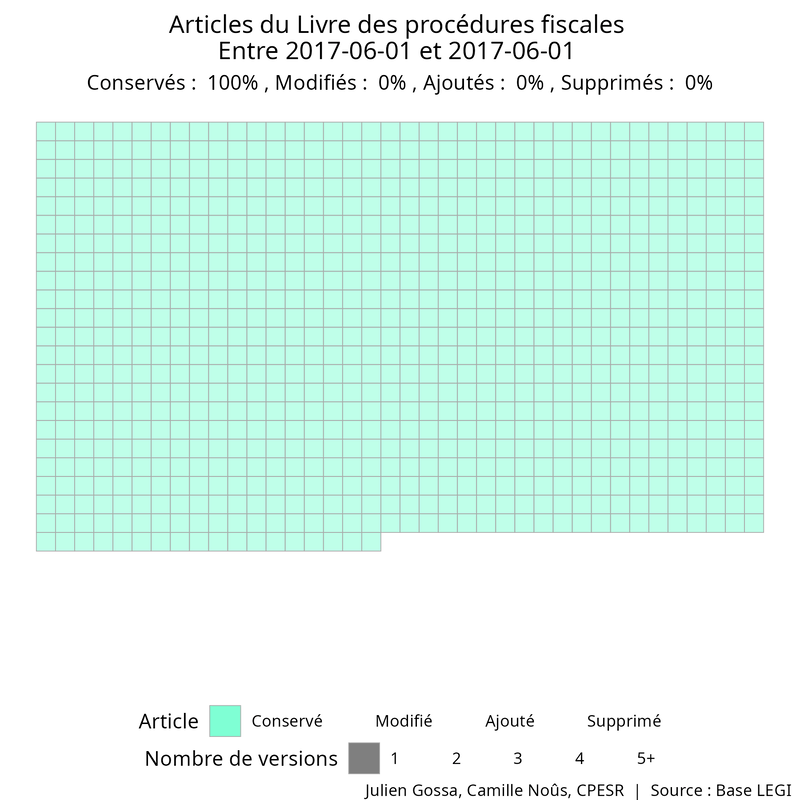 Articles du Livre des procédures fiscales
Entre 2017-06-01 et 2017-06-01
Conservés :  100% , Modifiés :  0% , Ajoutés :  0% , Supprimés :  0%
Article Conservé Modifié Ajouté Supprimé
Nombre de versions 1 2 3 4 5+
Julien Gossa, Camille Noûs, CPESR  |  Source : Base LEGI